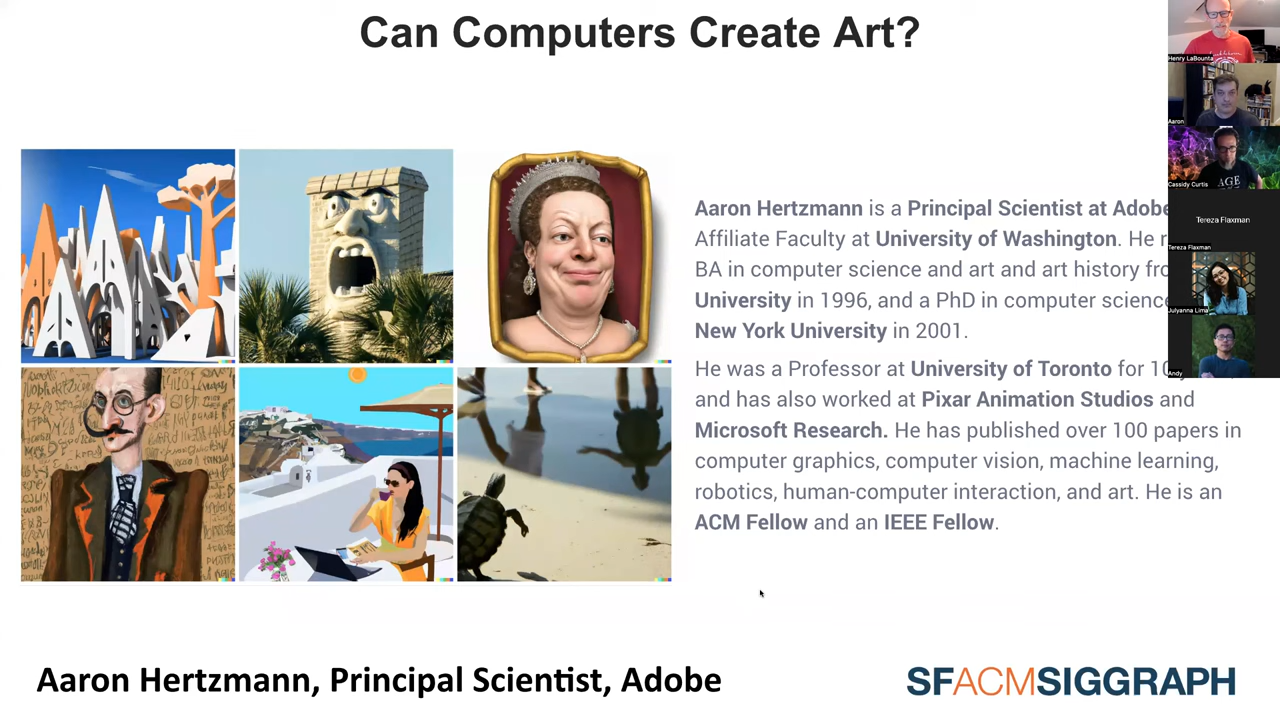 Can Computers Create Art?
Henry LaBounta
Aaron
Cassidy Curtis
AGE
Tereza Flaxman
Tereza Flaxman
Julyanna Lima
Andy
Aaron Hertzmann is a Principal Scientist at Adobe
Affiliate Faculty at University of Washington. He r
BA in computer science and art and art history fro
University in 1996, and a PhD in computer science
New York University in 2001.
He was a Professor at University of Toronto for 10
and has also worked at Pixar Animation Studios and
Microsoft Research. He has published over 100 papers in
computer graphics, computer vision, machine learning,
robotics, human-computer interaction, and art. He is an
ACM Fellow and an IEEE Fellow.
Aaron Hertzmann, Principal Scientist, Adobe
SFACMSIGGRAPH